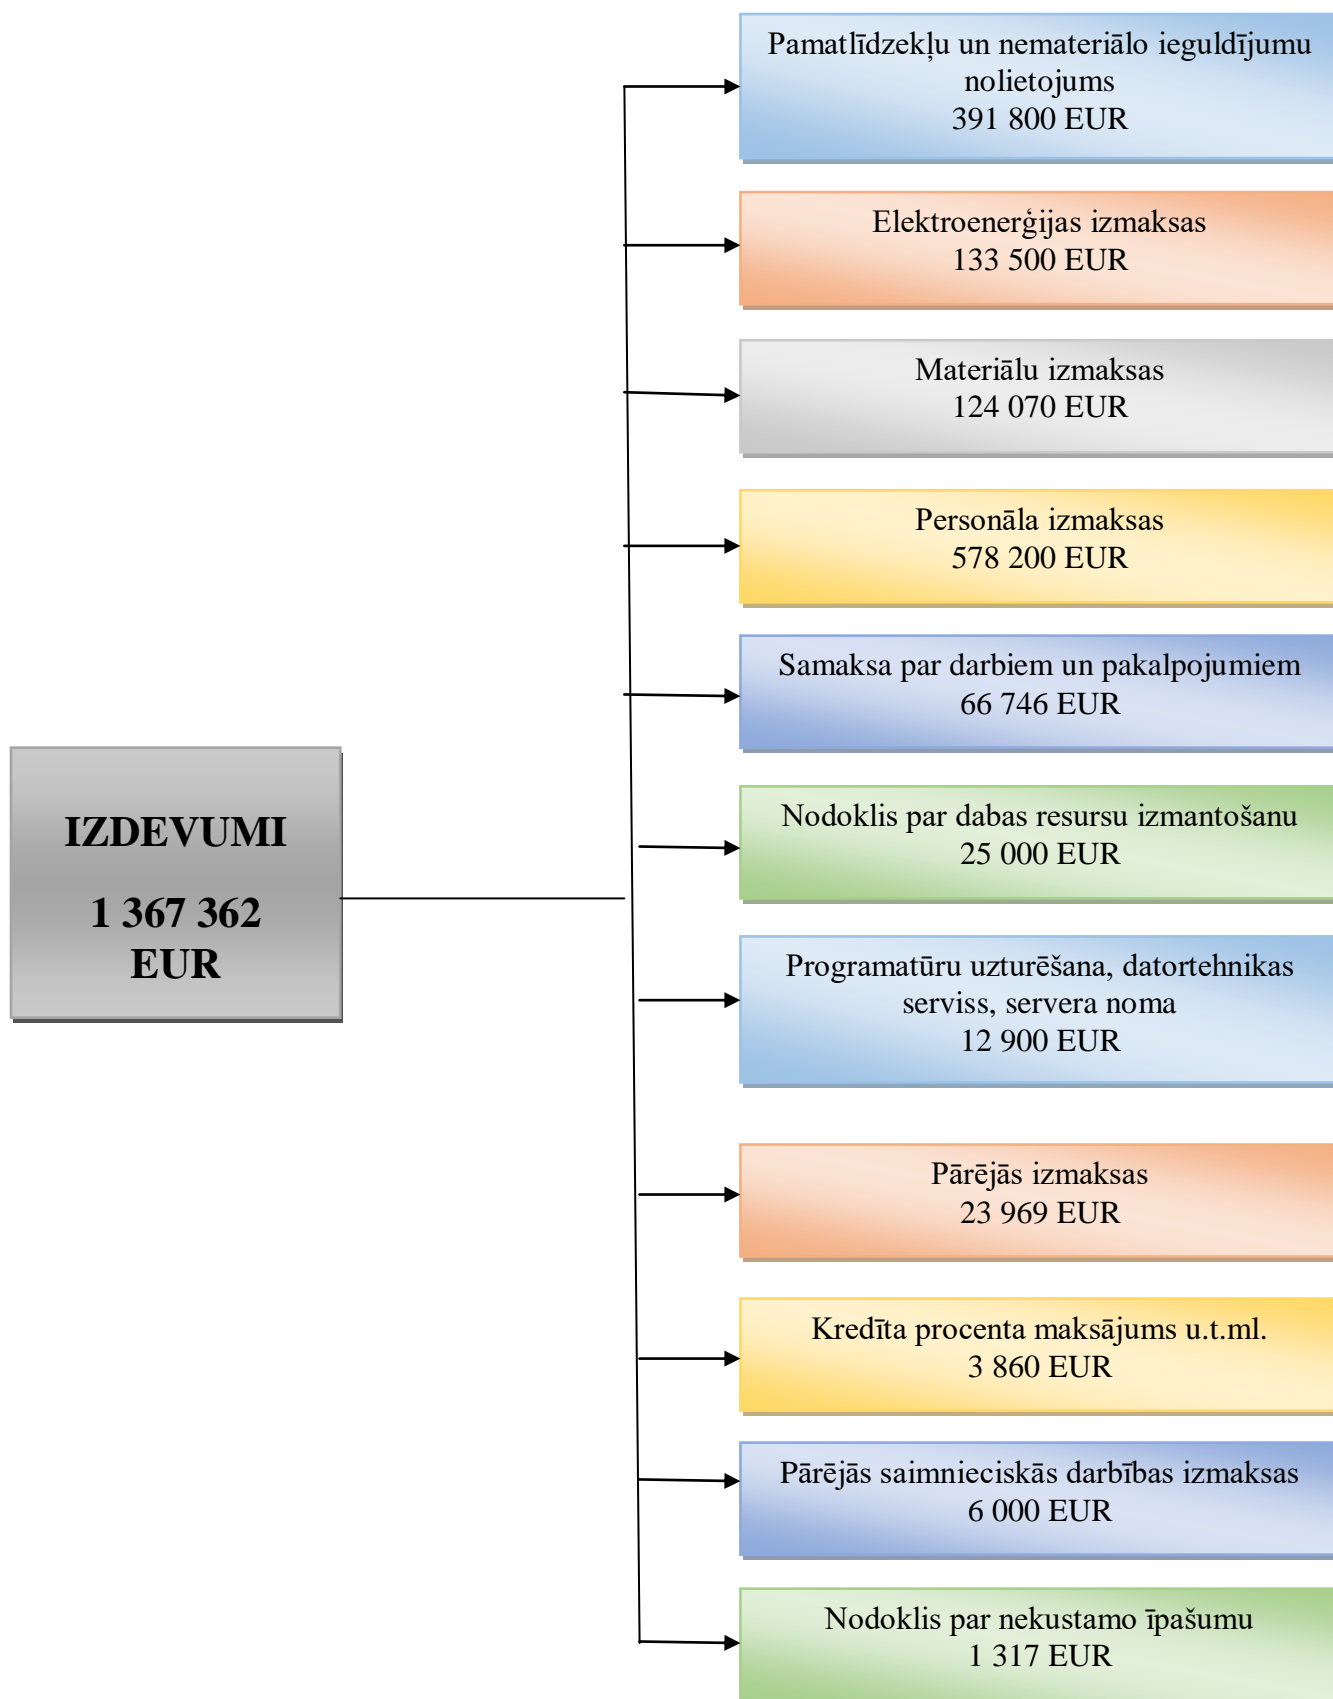 Pamatlīdzekļu un nemateriālo ieguldījumu
nolietojums
391 800 EUR
Elektroenerģijas izmaksas
133 500 EUR
Materiālu izmaksas
124 070 EUR
Personāla izmaksas
578 200 EUR
Samaksa par darbiem un pakalpojumiem
66 746 EUR
IZDEVUMI
1 367 362
EUR
Nodoklis par dabas resursu izmantošanu
25 000 EUR
Programatūru uzturēšana, datortehnikas
serviss, servera noma
12 900 EUR
Pārējās izmaksas
23 969 EUR
Kredīta procenta maksājums u.t.ml.
3 860 EUR
Pārējās saimnieciskās darbības izmaksas
6 000 EUR
Nodoklis par nekustamo īpašumu
1 317 EUR